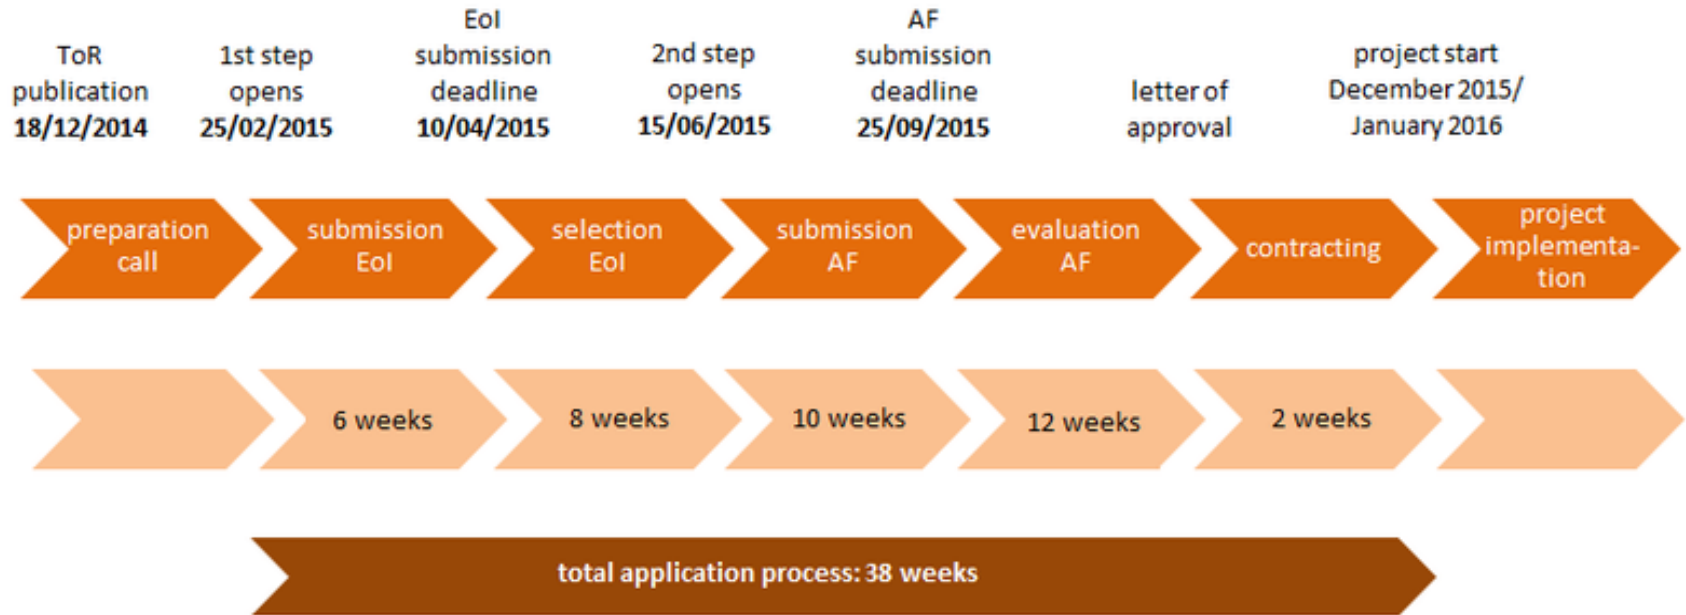 ToR
publication
18/12/2014
1st step
opens
25/02/2015
EoI
submission
deadline
10/04/2015
2nd step
opens
15/06/2015
AF
submission
deadline
25/09/2015
letter of
approval
project start
December 2015/
January 2016
preparation
call
submission
EoI
selection
EoI
submission
AF
evaluation
AF
contracting
project
implementa-
tion
6 weeks
8 weeks
10 weeks
12 weeks
2 weeks
total application process: 38 weeks